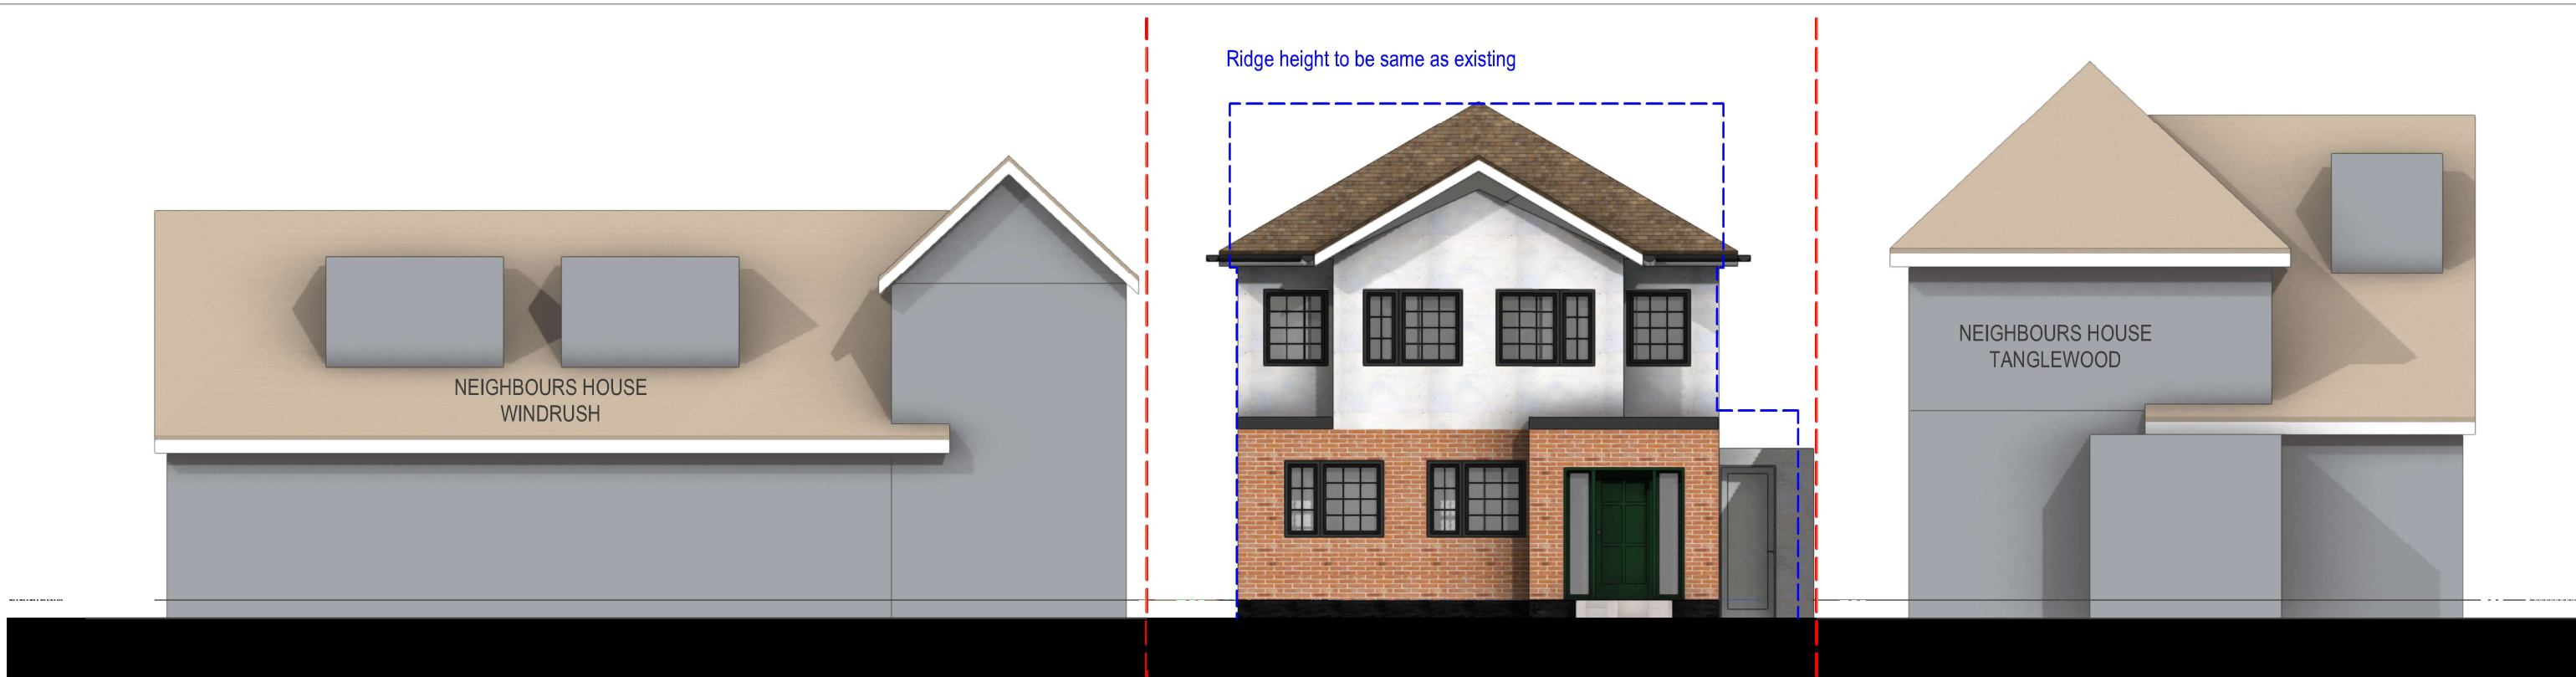 Ridge height to be same as existing
NEIGHBOURS HOUSE
WINDRUSH
NEIGHBOURS HOUSE
TANGLEWOOD